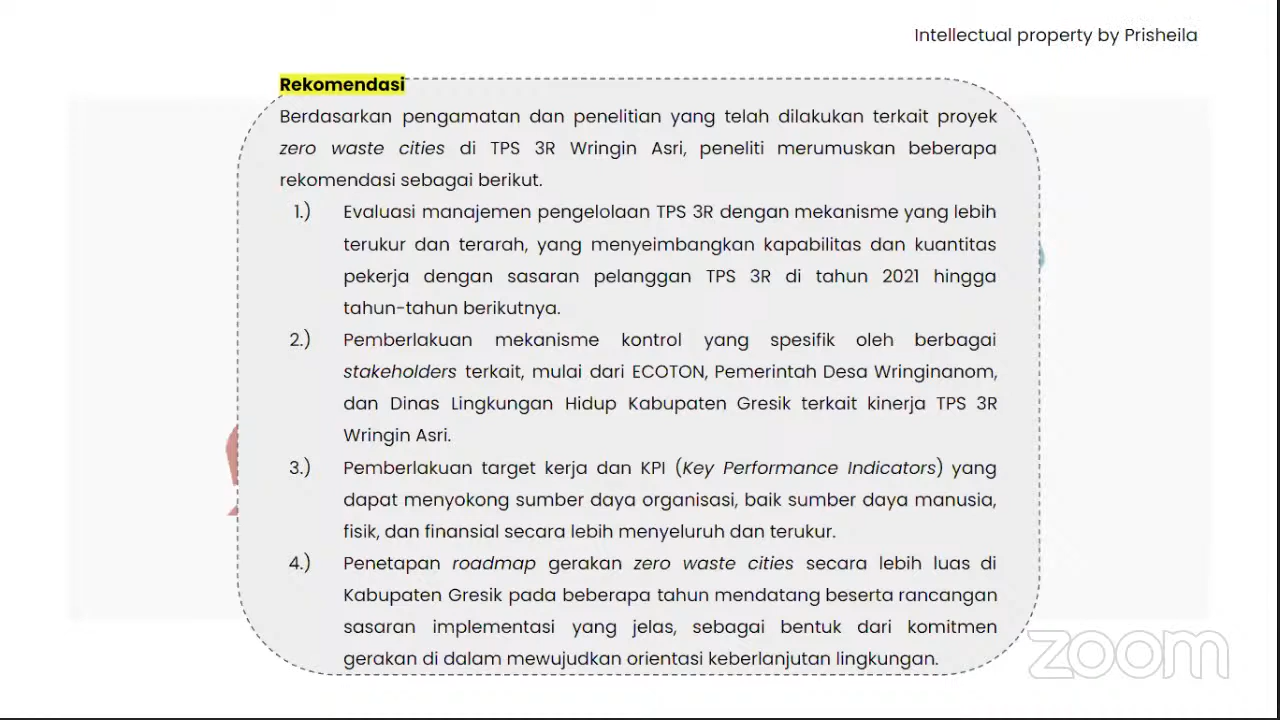 Intellectual property by Prisheila
Rekomendasi
Berdasarkan pengamatan dan penelitian yang telah dilakukan terkait proyek
zero waste cities di TPS 3R Wringin Asri, peneliti merumuskan beberapa
rekomendasi sebagai berikut.
1.) Evaluasi manajemen pengelolaan TPS 3R dengan mekanisme yang lebih
terukur dan terarah, yang menyeimbangkan kapabilitas dan kuantitas
pekerja dengan sasaran pelanggan TPS 3R di tahun 2021 hingga
tahun-tahun berikutnya.
2.) Pemberlakuan mekanisme kontrol yang spesifik oleh berbagai
stakeholders terkait, mulai dari ECOTON, Pemerintah Desa Wringinanom,
dan Dinas Lingkungan Hidup Kabupaten Gresik terkait kinerja TPS 3R
Wringin Asri.
3.) Pemberlakuan target kerja dan KPI (Key Performance Indicators) yang
dapat menyokong sumber daya organisasi, baik sumber daya manusia,
fisik, dan finansial secara lebih menyeluruh dan terukur.
4.) Penetapan roadmap gerakan zero waste cities secara lebih luas di
Kabupaten Gresik pada beberapa tahun mendatang beserta rancangan
sasaran implementasi yang jelas, sebagai bentuk dari komitmen
gerakan di dalam mewujudkan orientasi keberlanjutan lingkungan.
zoom